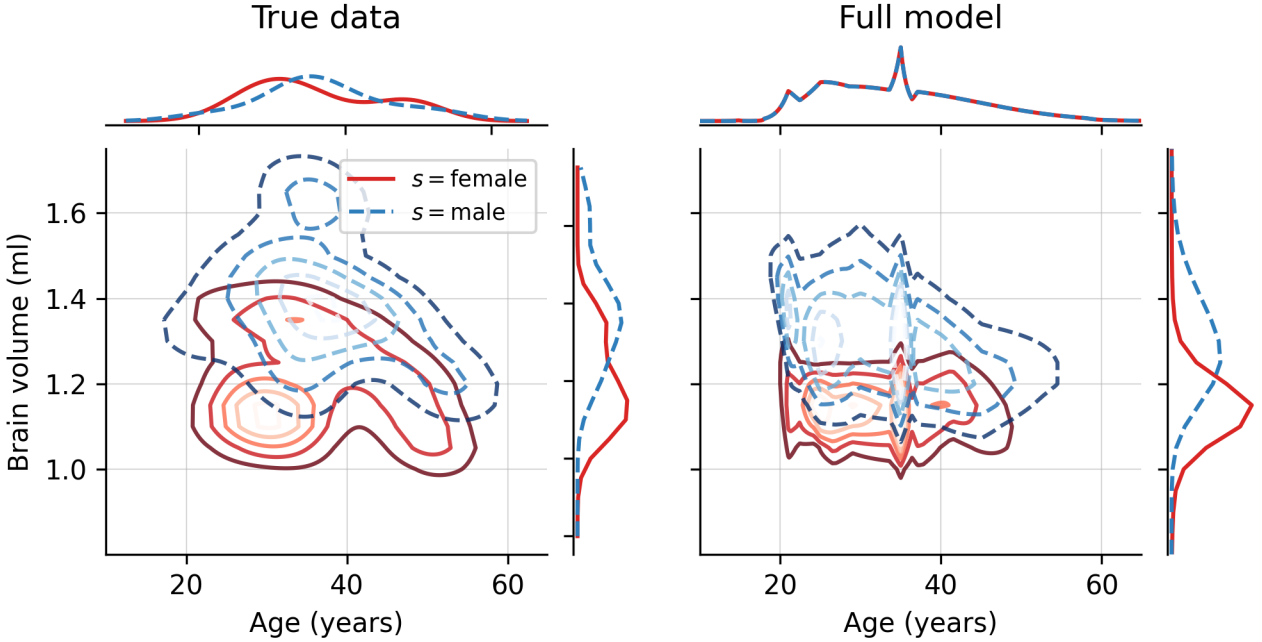 True data
Full model
s = female
s = male
1.6
1.4
1.2
1.0
Brain volume (ml)
20
40
60
20
40
60
Age (years)
Age (years)